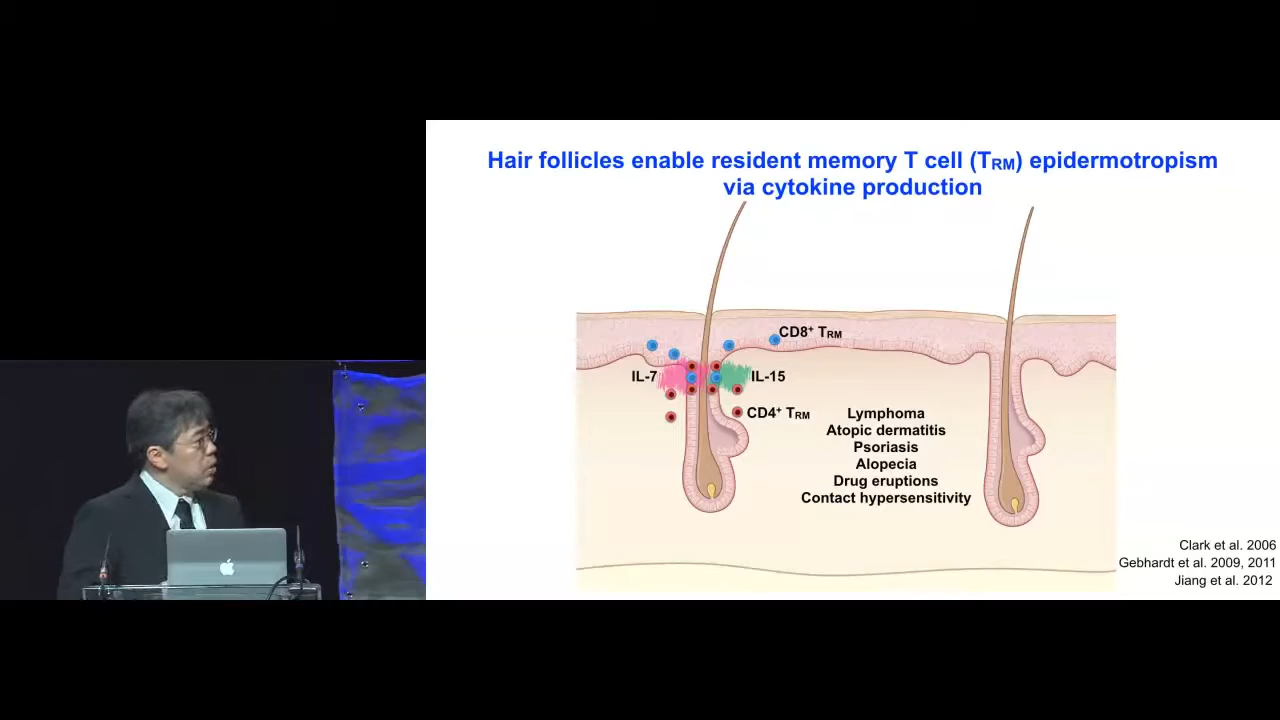 Hair follicles enable resident memory T cell (TRM) epidermotropism
via cytokine production
CD8+ TRM
IL-7
IL-15
CD4+ TRM
Lymphoma
Atopic dermatitis
Psoriasis
Alopecia
Drug eruptions
Contact hypersensitivity
Clark et al. 2006
Gebhardt et al. 2009, 2011
Jiang et al. 2012